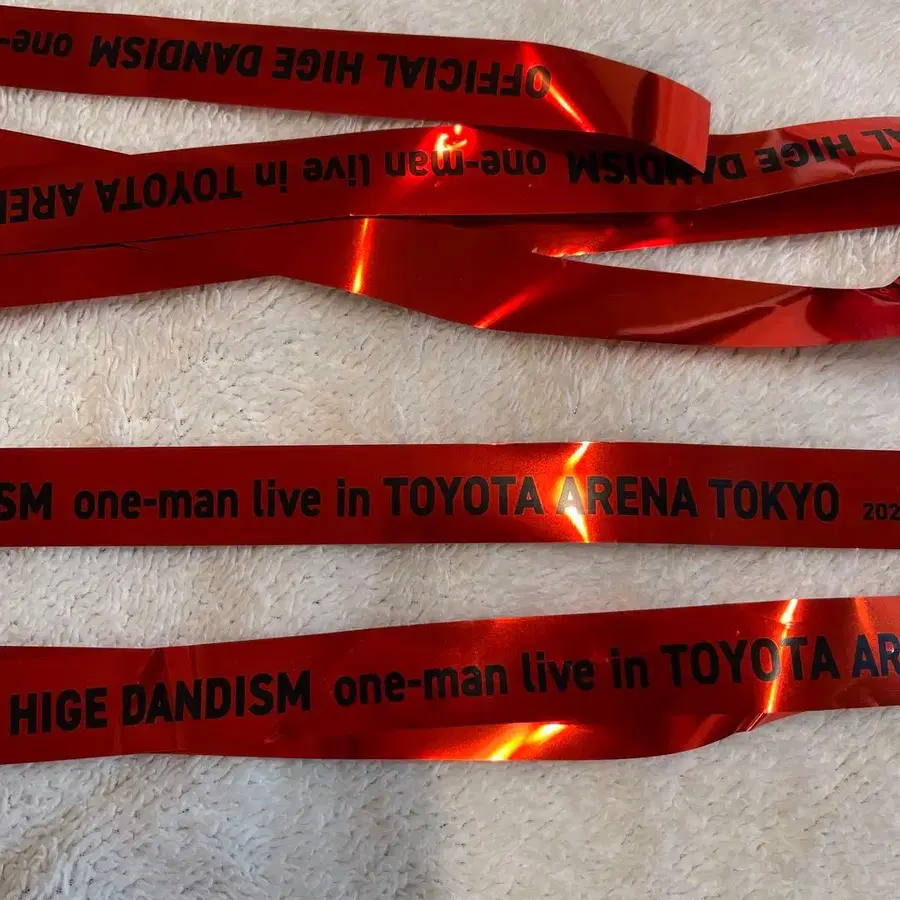 OFFICIAL HIGE DANDISM one-
AL HIGE DANDISM one-man live in TOYOTA ARE
SM one-man live in TOYOTA ARENA TOKYO 202
HIGE DANDISM one-man live in TOYOTA AR